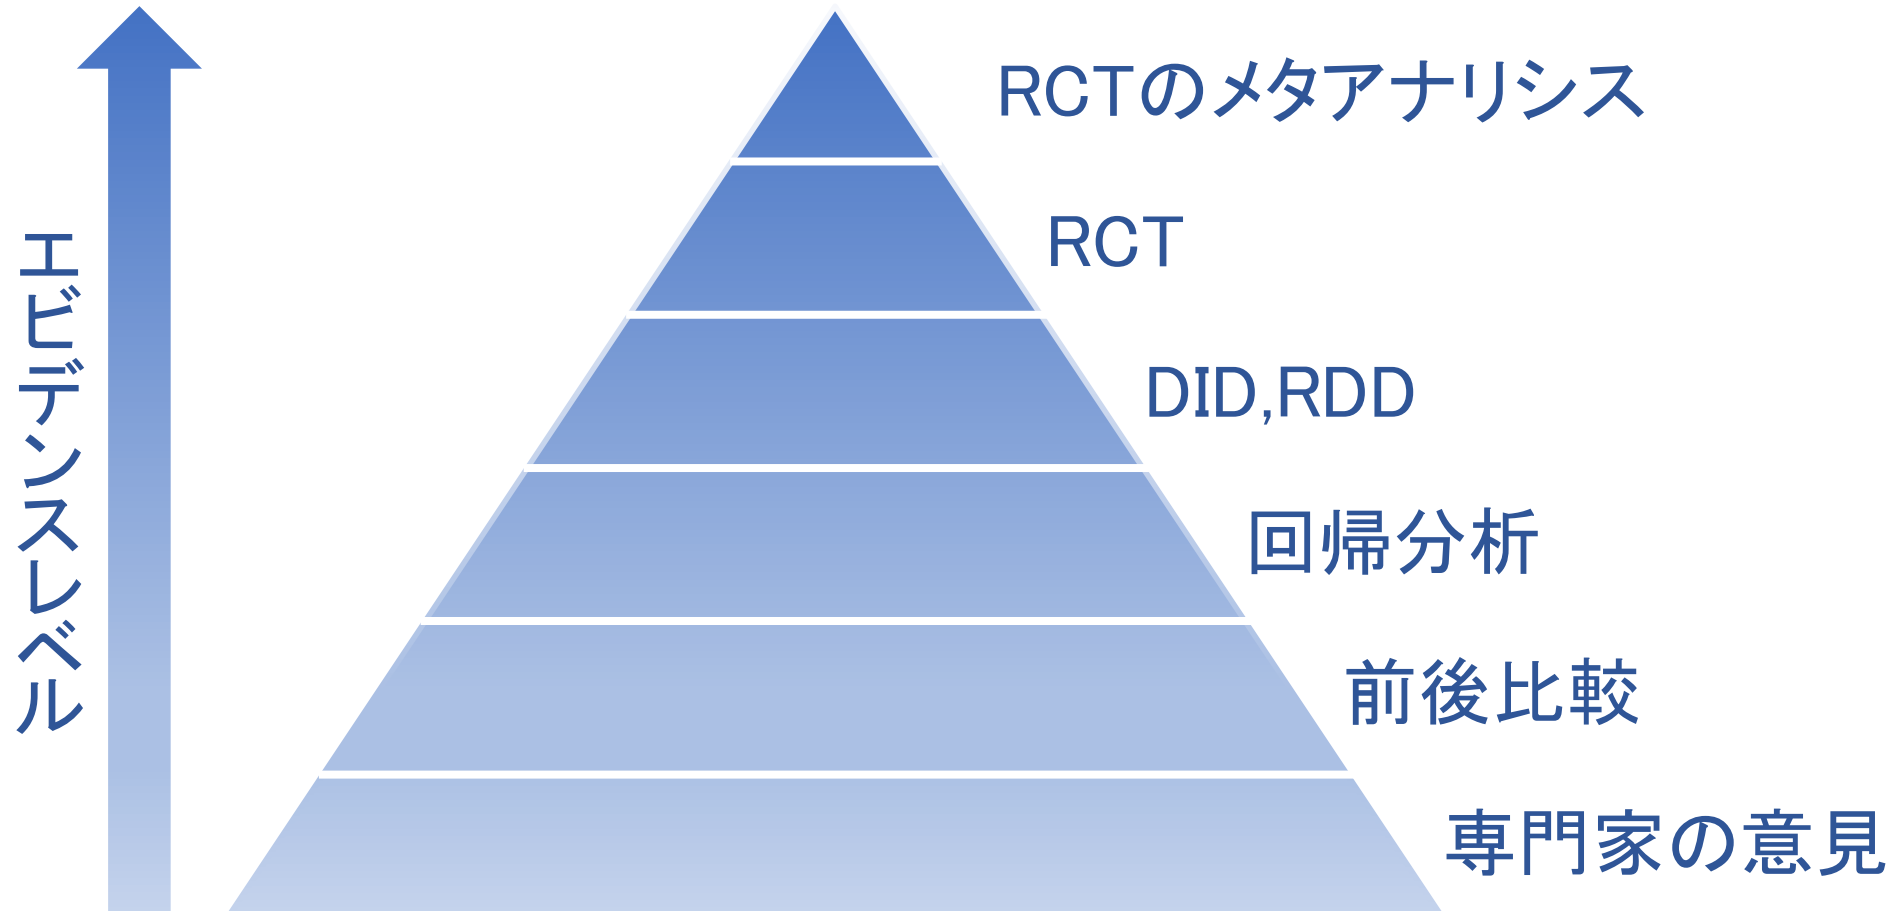 エビデンスレベル
RCTのメタアナリシス
RCT
DID,RDD
回帰分析
前後比較
専門家の意見